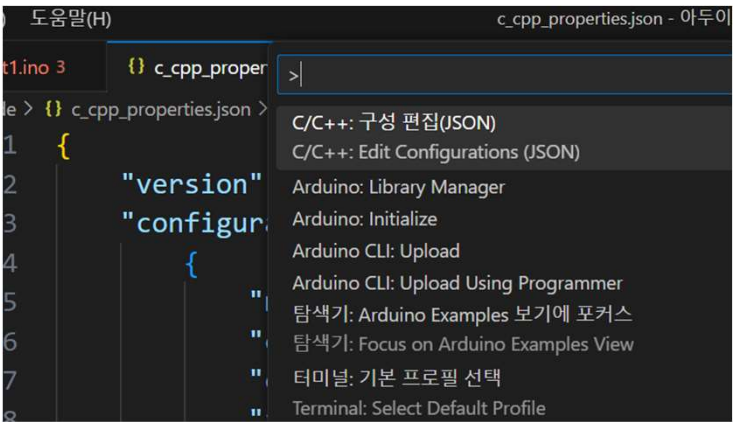 도움말(H)
c_cpp_properties.json - 아두이
t1.ino 3
{} c_cpp_proper
>
> {} c_cpp_properties.json >
C/C++: 구성 편집(JSON)
C/C++: Edit Configurations (JSON)
Arduino: Library Manager
Arduino: Initialize
Arduino CLI: Upload
Arduino CLI: Upload Using Programmer
탐색기: Arduino Examples 보기에 포커스
탐색기: Focus on Arduino Examples View
터미널: 기본 프로필 선택
Terminal: Select Default Profile
1 {
2 "version"
3 "configur
4 {
5 "
6 "
7 "
8 "